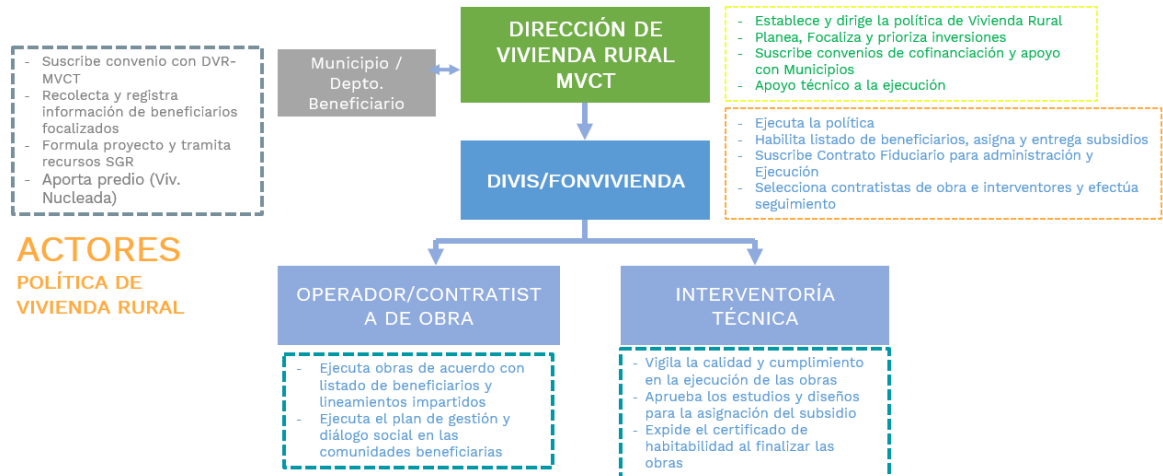 DIRECCIÓN DE
VIVIENDA RURAL
MVCT
- Establece y dirige la política de Vivienda Rural
- Planea, Focaliza y prioriza inversiones
- Suscribe convenios de cofinanciación y apoyo
con Municipios
- Apoyo técnico a la ejecución
Municipio /
Depto.
Beneficiario
- Suscribe convenio con DVR-
MVCT
- Recolecta y registra
información de beneficiarios
focalizados
- Formula proyecto y tramita
recursos SGR
- Aporta predio (Viv.
Nucleada)
- Ejecuta la política
- Habilita listado de beneficiarios, asigna y entrega subsidios
- Suscribe Contrato Fiduciario para administración y
Ejecución
- Selecciona contratistas de obra e interventores y efectúa
seguimiento
DIVIS/FONVIVIENDA
ACTORES
POLÍTICA DE
VIVIENDA RURAL
OPERADOR/CONTRATIST
A DE OBRA
INTERVENTORÍA
TÉCNICA
- Ejecuta obras de acuerdo con
listado de beneficiarios y
lineamientos impartidos
- Ejecuta el plan de gestión y
diálogo social en las
comunidades beneficiarias
- Vigila la calidad y cumplimiento
en la ejecución de las obras
- Aprueba los estudios y diseños
para la asignación del subsidio
- Expide el certificado de
habitabilidad al finalizar las
obras